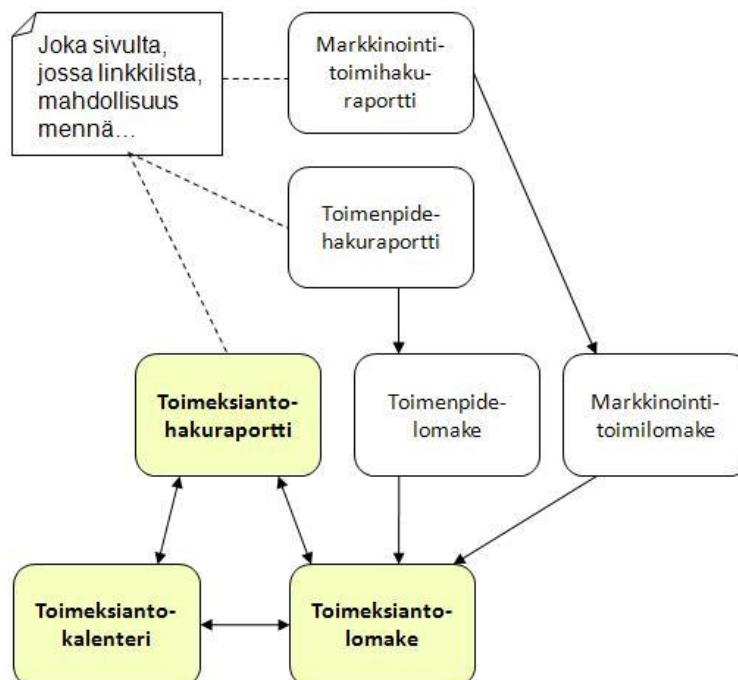 Joka sivulta,
jossa linkkilista,
mahdollisuus
mennä…
Markkinointi-
toimihaku-
raportti
Toimenpide-
hakuraportti
Toimeksianto-
hakuraportti
Toimenpide-
lomake
Markkinointi-
toimilomake
Toimeksianto-
kalenteri
Toimeksianto-
lomake